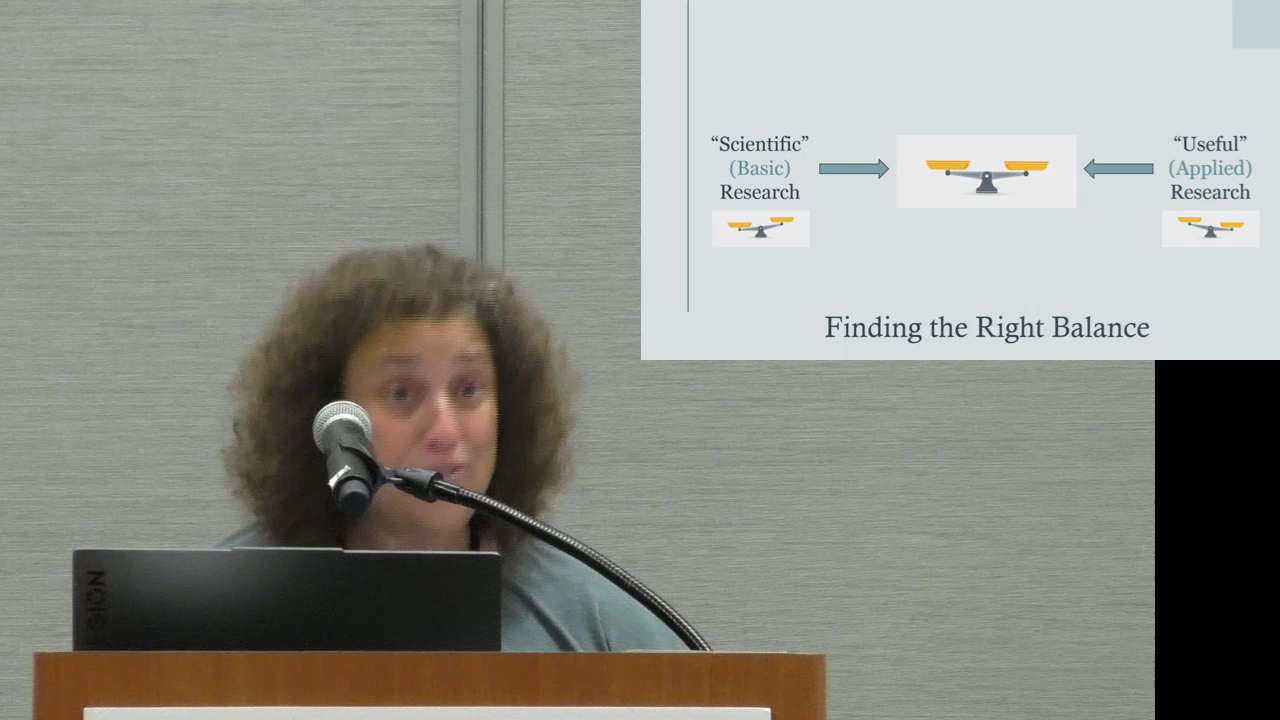 “Scientific”
(Basic)
Research
“Useful”
(Applied)
Research
Finding the Right Balance